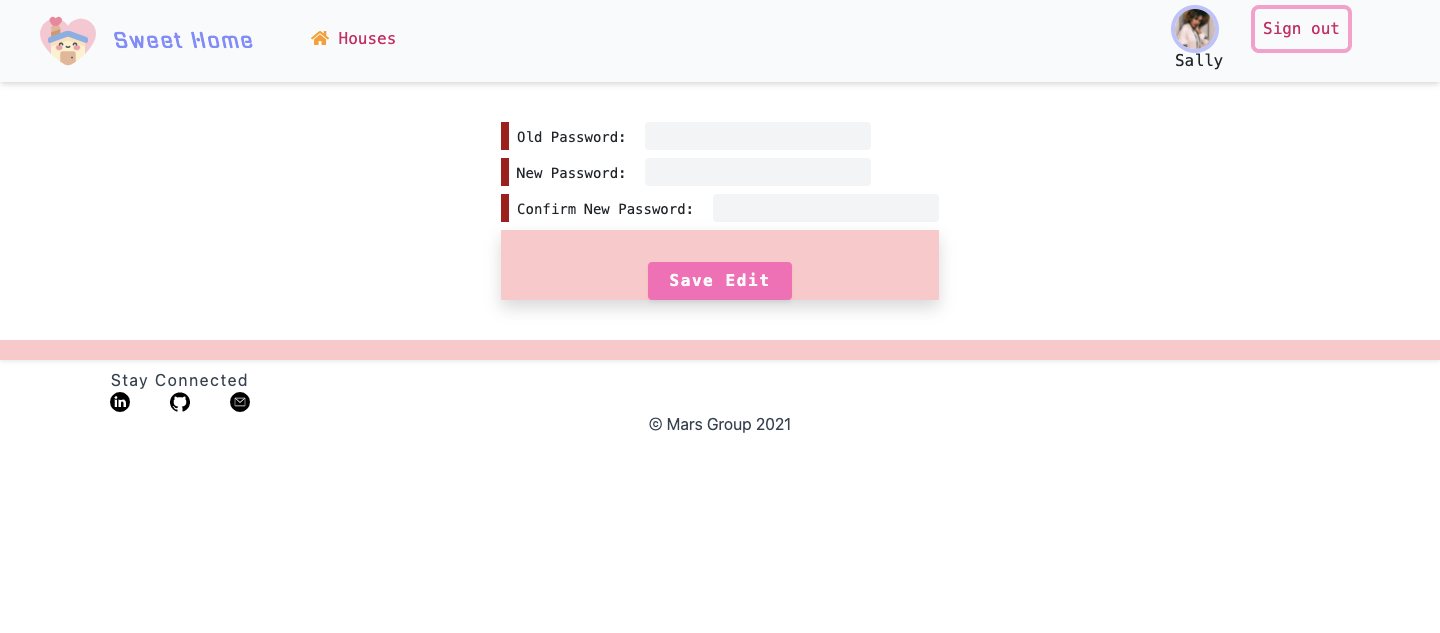 Sweet Home
Houses
Sally
Sign out
Old Password:
New Password:
Confirm New Password:
Save Edit
Stay Connected
in
© Mars Group 2021